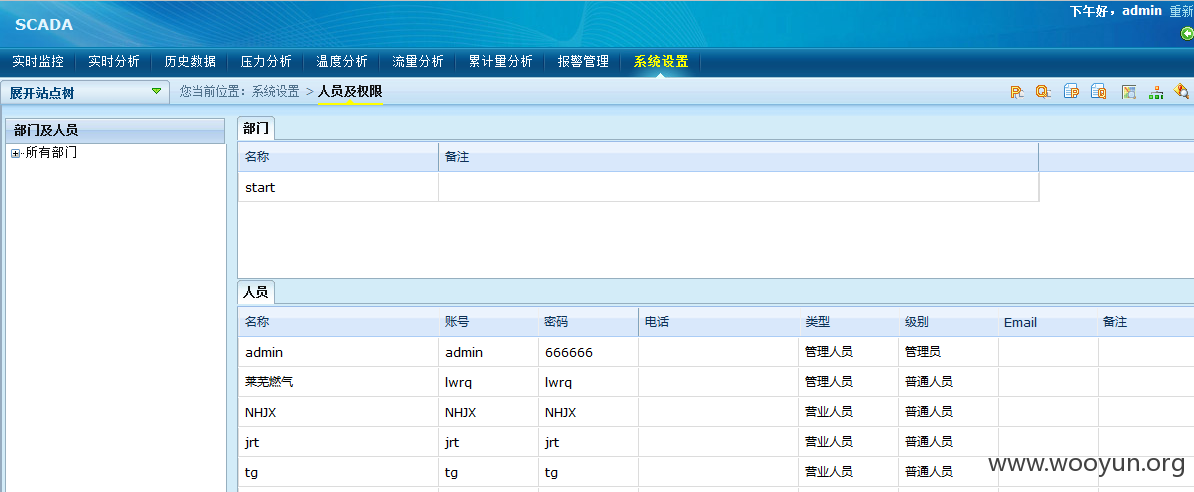 下午好，admin 重新
SCADA
实时监控 实时分析 历史数据 压力分析 温度分析 流量分析 累计量分析 报警管理 系统设置
展开站点树 您当前位置：系统设置 > 人员及权限
部门及人员
所有部门
部门
名称 备注
start
人员
名称 账号 密码 电话 类型 级别 Email 备注
admin admin 666666 管理人员 管理员
莱芜燃气 lwrq lwrq 管理人员 普通人员
NHJX NHJX NHJX 营业人员 普通人员
jrt jrt jrt 营业人员 普通人员
tg tg tg 营业人员 普通人员
www.wooyun.org